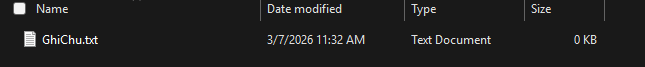 Name Date modified Type Size
GhiChu.txt 3/7/2026 11:32 AM Text Document 0 KB